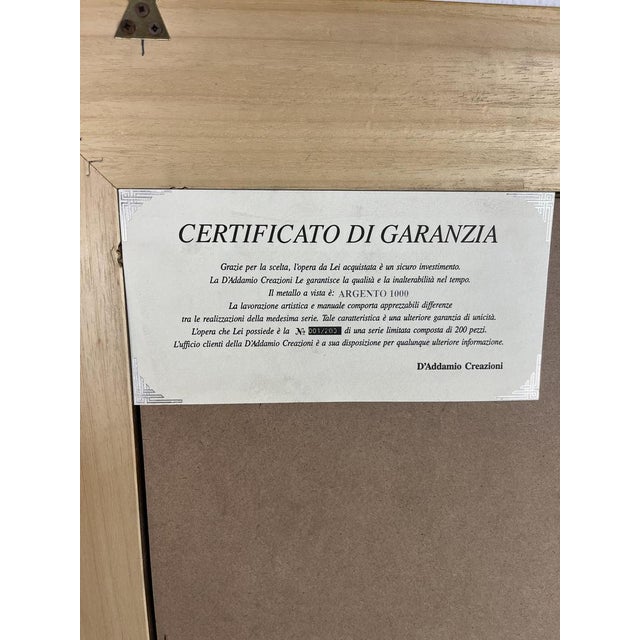 CERTIFICATO DI GARANZIA
Grazie per la scelta, l'opera da Lei acquistata è un sicuro investimento.
La D'Addamio Creazioni Le garantisce la qualità e la inalterabilità nel tempo.
Il metallo a vista è: ARGENTO 1000
La lavorazione artistica e manuale comporta apprezzabili differenze
tra le realizzazioni della medesima serie. Tale caratteristica è una ulteriore garanzia di unicità.
L'opera che Lei possiede è la № 001/200 di una serie limitata composta di 200 pezzi.
L'ufficio clienti della D'Addamio Creazioni è a sua disposizione per qualunque ulteriore informazione.
D'Addamio Creazioni